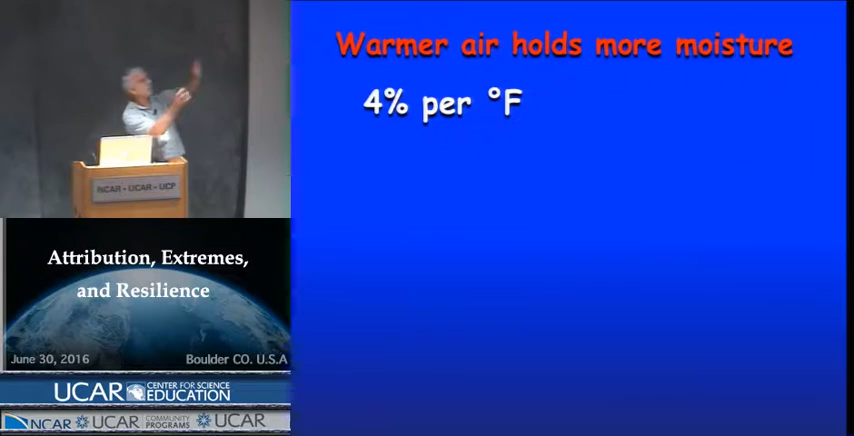 Warmer air holds more moisture
4% per °F
NCAR • UCAR • UCP
Attribution, Extremes,
and Resilience
June 30, 2016
Boulder CO. U.S.A
UCAR CENTER FOR SCIENCE EDUCATION
NCAR UCAR COMMUNITY PROGRAMS UCAR